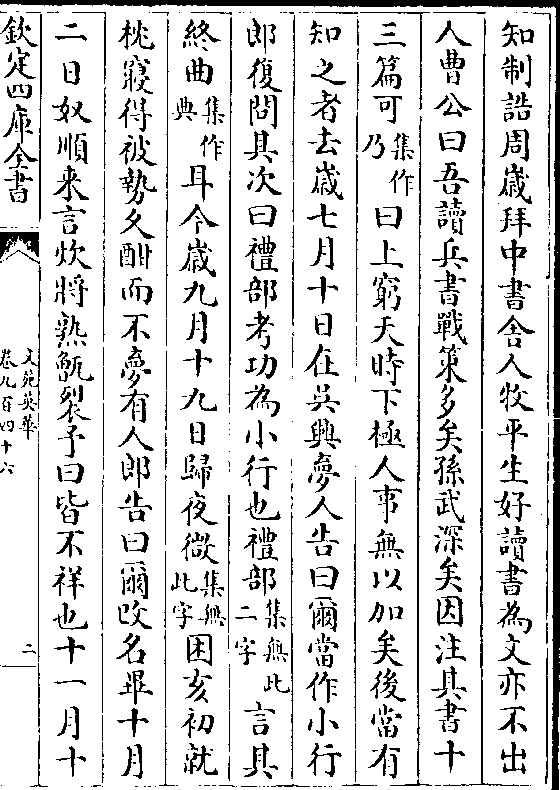 知制誥周嵗拜中書舍人牧平生好讀書為文亦不出
人曹公曰吾讀兵書戰策多矣孫武深矣因注其書十
三篇可集作乃曰上窮天時下極人事無以加矣後當有
知之者去嵗七月十日在吳興夢人告曰爾當作小行
郎復問其次曰禮部考功為小行也禮部集無此二字言其
終曲集作典耳今嵗九月十九日歸夜微集無此字困亥初就
枕寢得被勢久酣而不夢有人郎告曰爾改名畢十月
二日奴順来言炊將熟甑裂予曰皆不祥也十一月十
欽定四庫全書
文苑英華
卷九百四十六
二